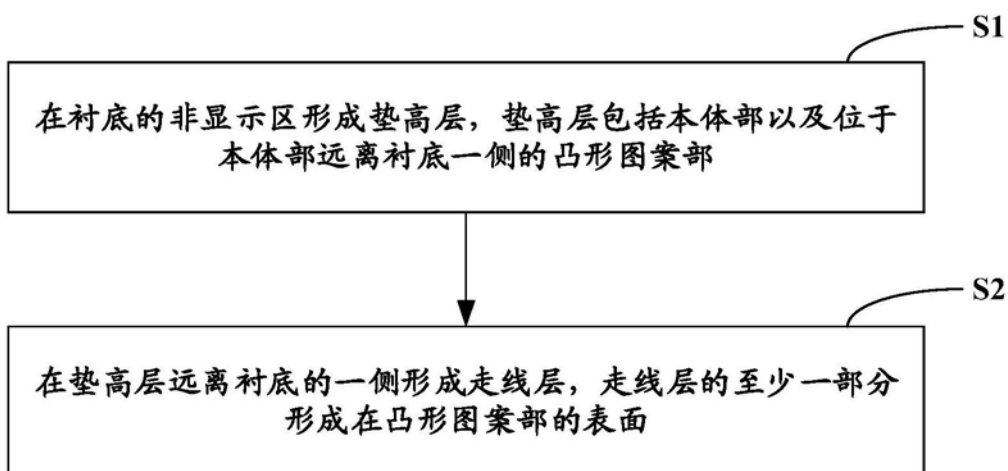 S1
在衬底的非显示区形成垫高层，垫高层包括本体部以及位于
本体部远离衬底一侧的凸形图案部
S2
在垫高层远离衬底的一侧形成走线层，走线层的至少一部分
形成在凸形图案部的表面